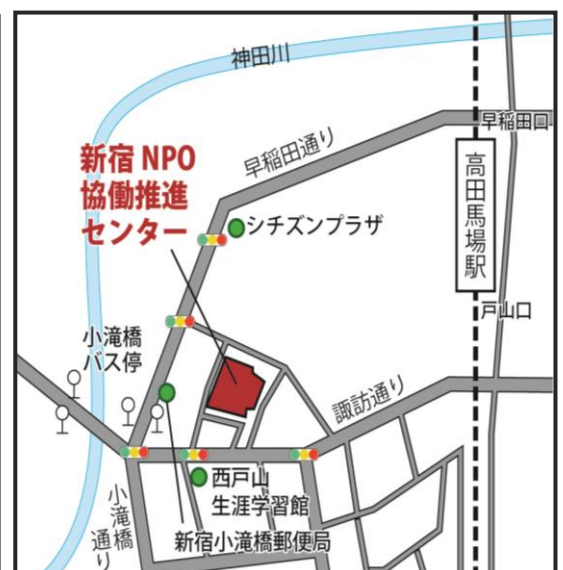 神田川
早稲田口
早稲田通り
新宿 NPO
協働推進
センター
高田馬場駅
シチズンプラザ
戸山口
小滝橋
バス停
諏訪通り
西戸山
生涯学習館
小滝橋通り
新宿小滝橋郵便局